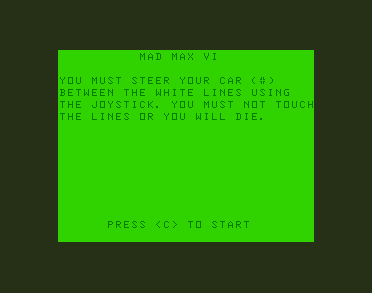 MAD MAX VI
YOU MUST STEER YOUR CAR (#)
BETWEEN THE WHITE LINES USING
THE JOYSTICK. YOU MUST NOT TOUCH
THE LINES OR YOU WILL DIE.
PRESS <C> TO START